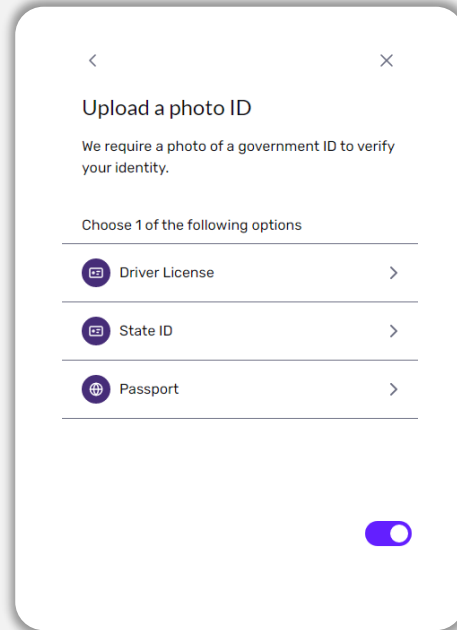 Upload a photo ID
We require a photo of a government ID to verify
your identity.
Choose 1 of the following options
Driver License
State ID
Passport